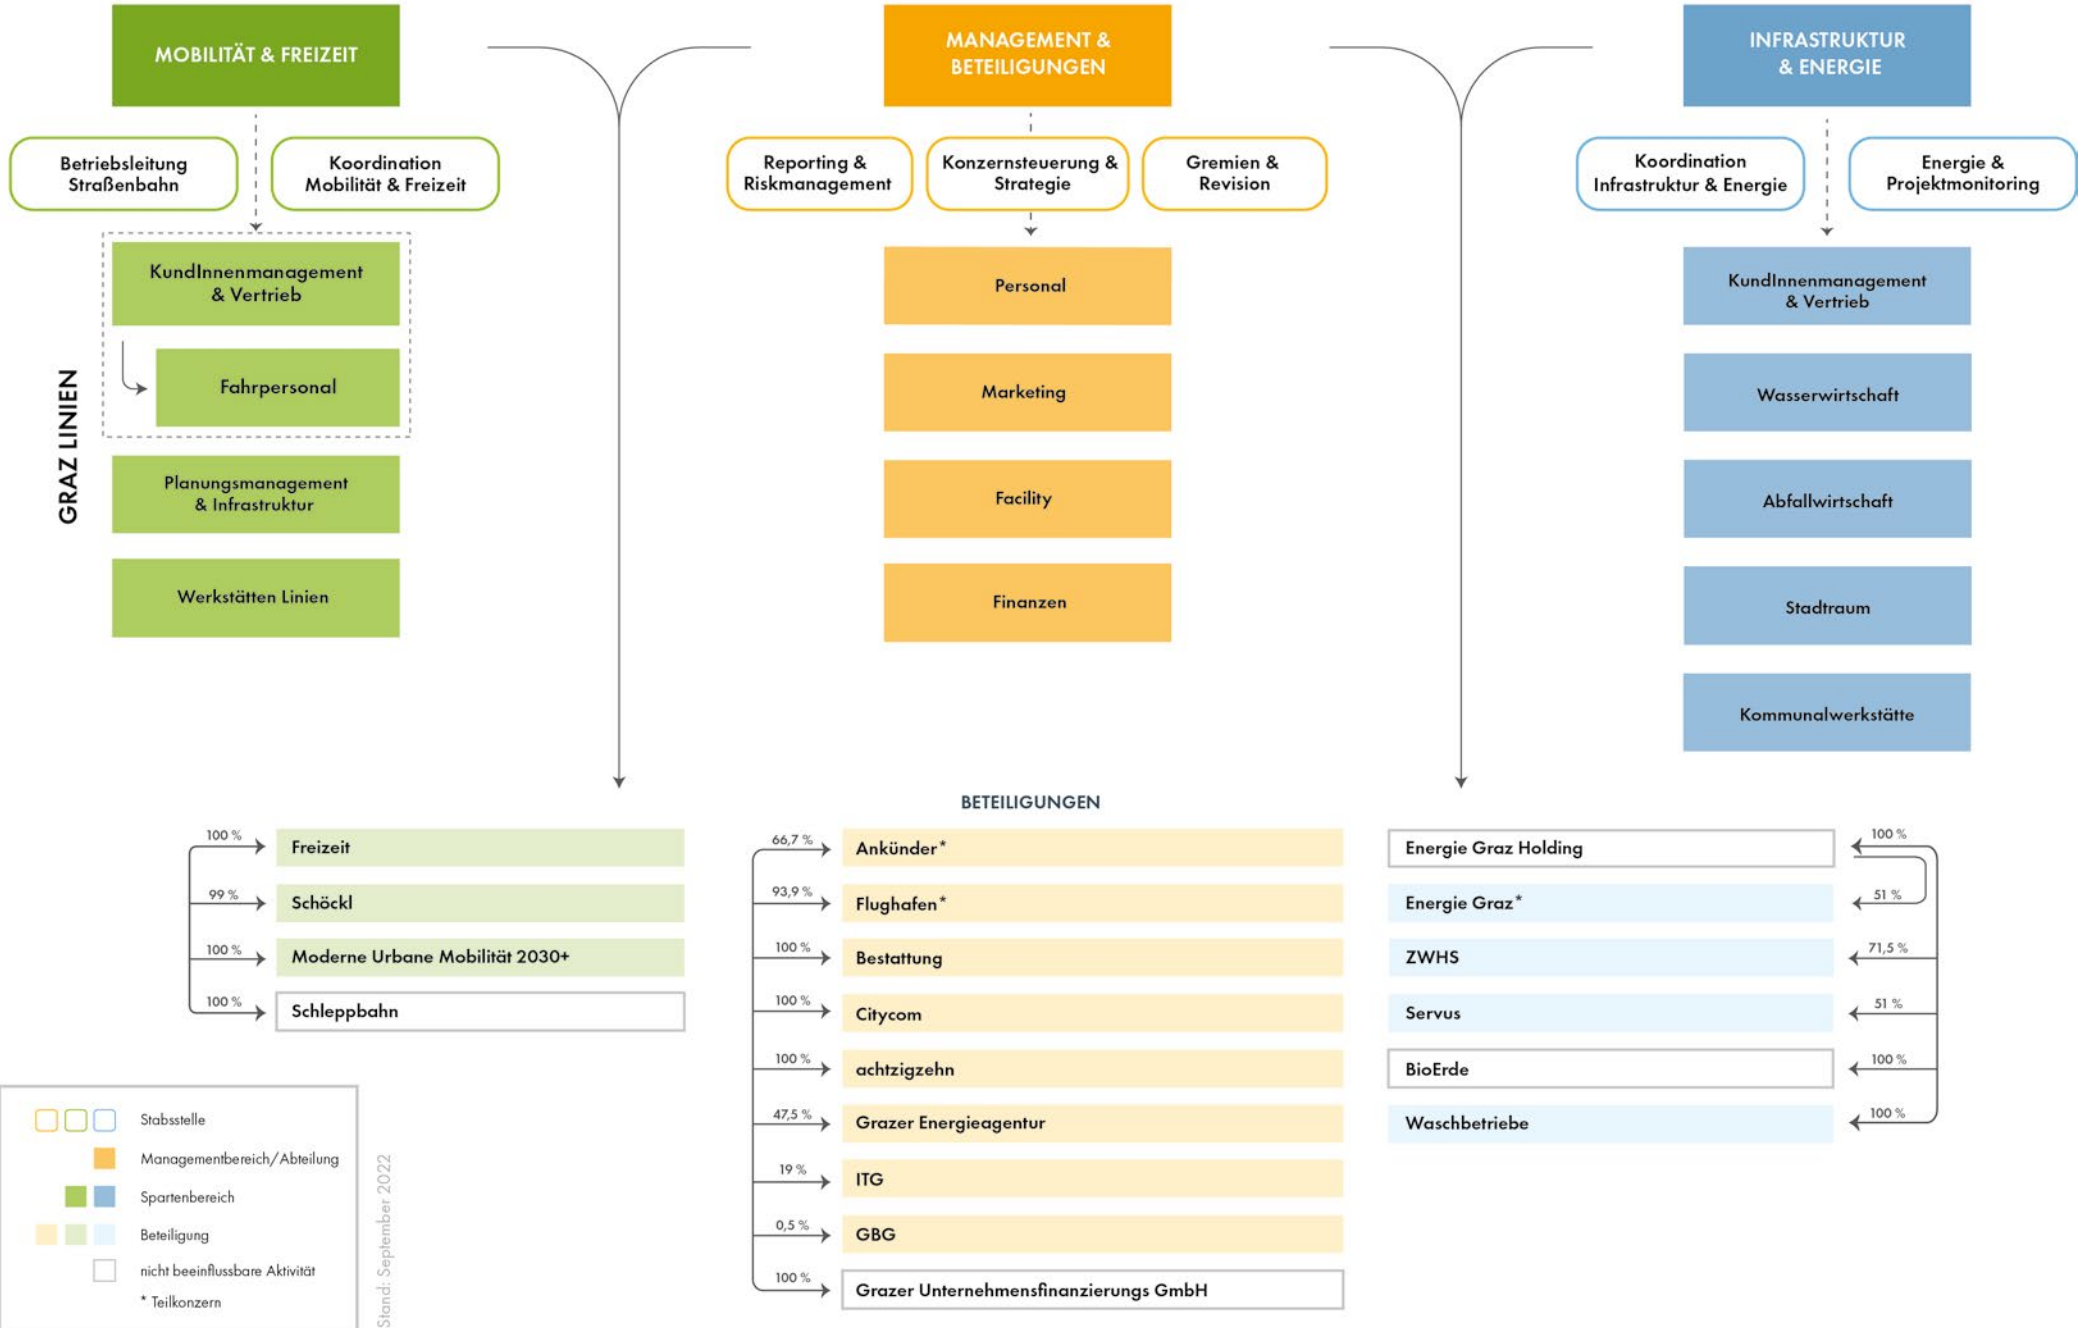 MOBILITÄT & FREIZEIT
MANAGEMENT &
BETEILIGUNGEN
INFRASTRUKTUR
& ENERGIE
Betriebsleitung
Straßenbahn
Koordination
Mobilität & Freizeit
Reporting &
Riskmanagement
Konzernsteuerung &
Strategie
Gremien &
Revision
Koordination
Infrastruktur & Energie
Energie &
Projektmonitoring
GRAZ LINIEN
KundInnenmanagement
& Vertrieb
Fahrpersonal
Planungsmanagement
& Infrastruktur
Werkstätten Linien
Personal
Marketing
Facility
Finanzen
KundInnenmanagement
& Vertrieb
Wasserwirtschaft
Abfallwirtschaft
Stadtraum
Kommunalwerkstätte
BETEILIGUNGEN
100 %
Freizeit
99 %
Schöckl
100 %
Moderne Urbane Mobilität 2030+
100 %
Schleppbahn
66,7 %
Ankünder*
93,9 %
Flughafen*
100 %
Bestattung
100 %
Citycom
100 %
achtzigzehn
47,5 %
Grazer Energieagentur
19 %
ITG
0,5 %
GBG
100 %
Grazer Unternehmensfinanzierungs GmbH
Energie Graz Holding
100 %
Energie Graz*
51 %
ZWHS
71,5 %
Servus
51 %
BioErde
100 %
Waschbetriebe
100 %
Stabsstelle
Managementbereich/Abteilung
Spartenbereich
Beteiligung
nicht beeinflussbare Aktivität
* Teilkonzern
Stand: September 2022